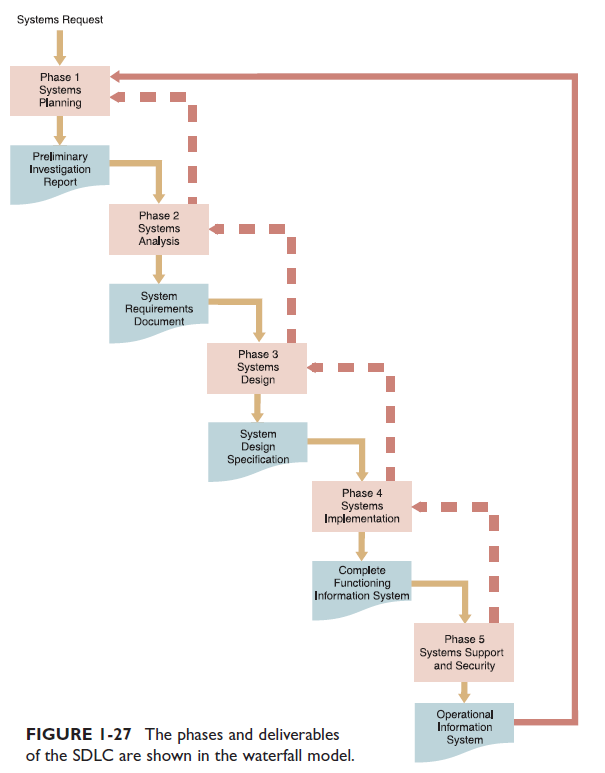 Systems Request
Phase 1
Systems
Planning
Preliminary
Investigation
Report
Phase 2
Systems
Analysis
System
Requirements
Document
Phase 3
Systems
Design
System
Design
Specification
Phase 4
Systems
Implementation
Complete
Functioning
Information System
Phase 5
Systems Support
and Security
Operational
Information
System
FIGURE 1-27 The phases and deliverables
of the SDLC are shown in the waterfall model.